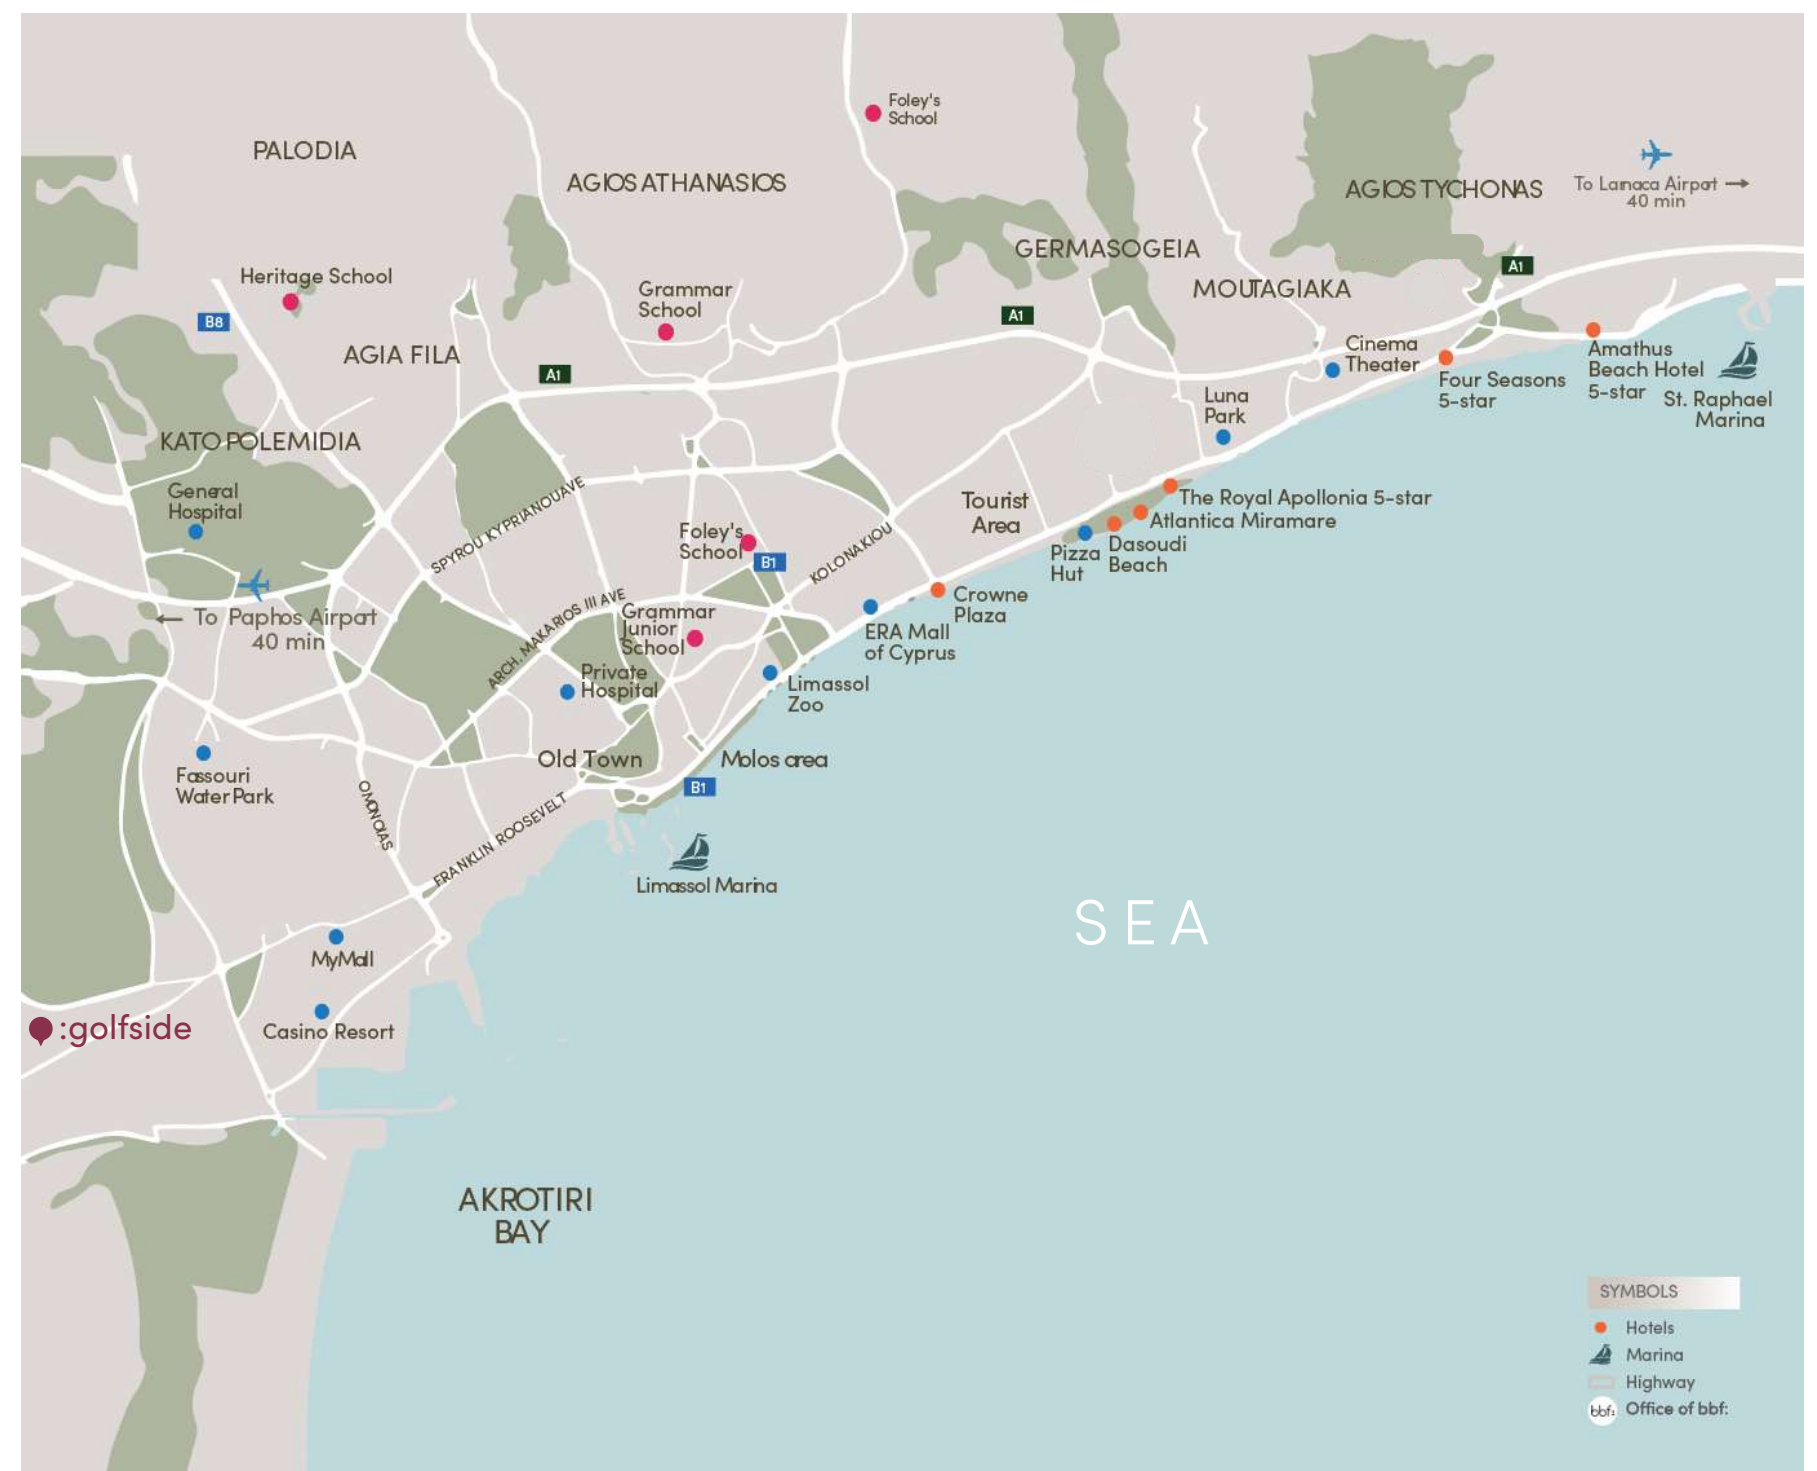 Foley's
School
PALODIA
AGIOS ATHANASIOS
AGIOS TYCHONAS
To Larnaca Airport →
40 min
GERMASOGEIA
MOUTAGIAKA
A1
Heritage School
Grammar
School
B8
A1
AGIA FILA
A1
Cinema
Theater
Amathus
Beach Hotel
5-star
Four Seasons
5-star
St. Raphael
Marina
Luna
Park
KATO POLEMIDIA
General
Hospital
SPYROU KYPRIANOU AVE
Tourist
Area
The Royal Apollonia 5-star
Atlantica Miramare
Dasoudi
Beach
Pizza
Hut
Foley's
School
B1
KOLONAKIOU
← To Paphos Airport
40 min
ARCH. MAKARIOS III AVE
Grammar
Junior
School
Crowne
Plaza
ERA Mall
of Cyprus
Private
Hospital
Limassol
Zoo
Old Town
Molos area
B1
Fassouri
Water Park
OMONOIAS
FRANKLIN ROOSEVELT
Limassol Marina
SEA
MyMall
:golfside
Casino Resort
AKROTIRI
BAY
SYMBOLS
Hotels
Marina
Highway
bbf: Office of bbf: